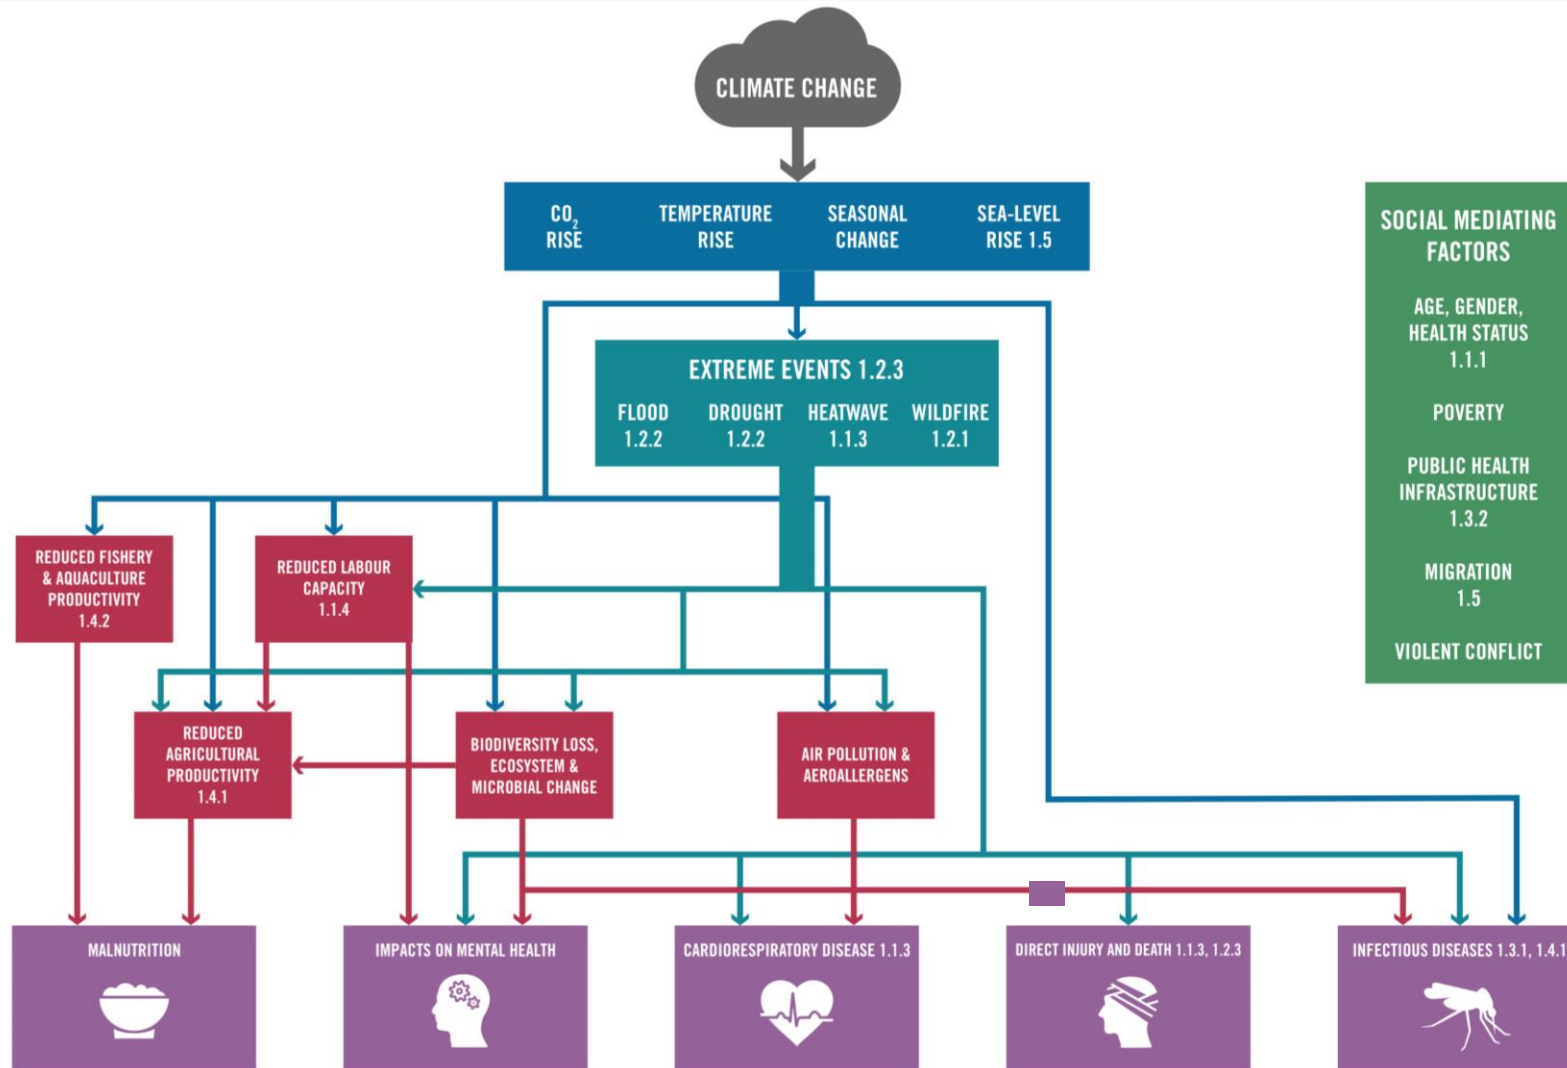 CLIMATE CHANGE
CO₂
RISE
TEMPERATURE
RISE
SEASONAL
CHANGE
SEA-LEVEL
RISE 1.5
EXTREME EVENTS 1.2.3
FLOOD
1.2.2
DROUGHT
1.2.2
HEATWAVE
1.1.3
WILDFIRE
1.2.1
SOCIAL MEDIATING
FACTORS
AGE, GENDER,
HEALTH STATUS
1.1.1
POVERTY
PUBLIC HEALTH
INFRASTRUCTURE
1.3.2
MIGRATION
1.5
VIOLENT CONFLICT
REDUCED FISHERY
& AQUACULTURE
PRODUCTIVITY
1.4.2
REDUCED LABOUR
CAPACITY
1.1.4
REDUCED
AGRICULTURAL
PRODUCTIVITY
1.4.1
BIODIVERSITY LOSS,
ECOSYSTEM &
MICROBIAL CHANGE
AIR POLLUTION &
AEROALLERGENS
MALNUTRITION
IMPACTS ON MENTAL HEALTH
CARDIORESPIRATORY DISEASE 1.1.3
DIRECT INJURY AND DEATH 1.1.3, 1.2.3
INFECTIOUS DISEASES 1.3.1, 1.4.1